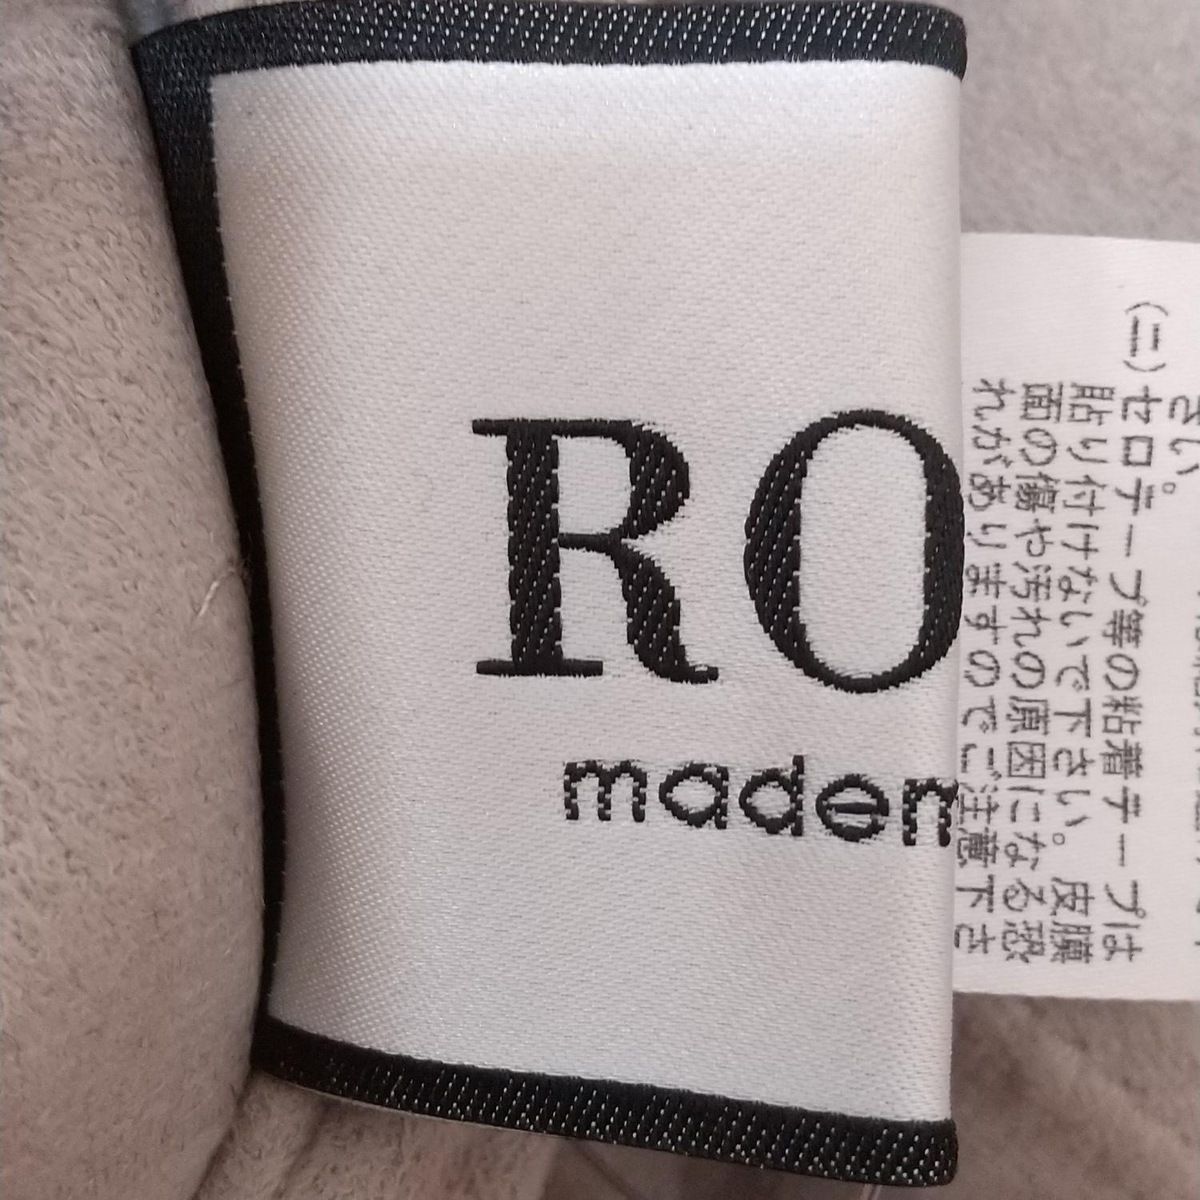 RO
madem
さい。
(ニ)セロテープ等の粘着テープは
貼り付けないで下さい。皮膜
面の傷や汚れの原因になる恐
れがありますのでご注意下さ